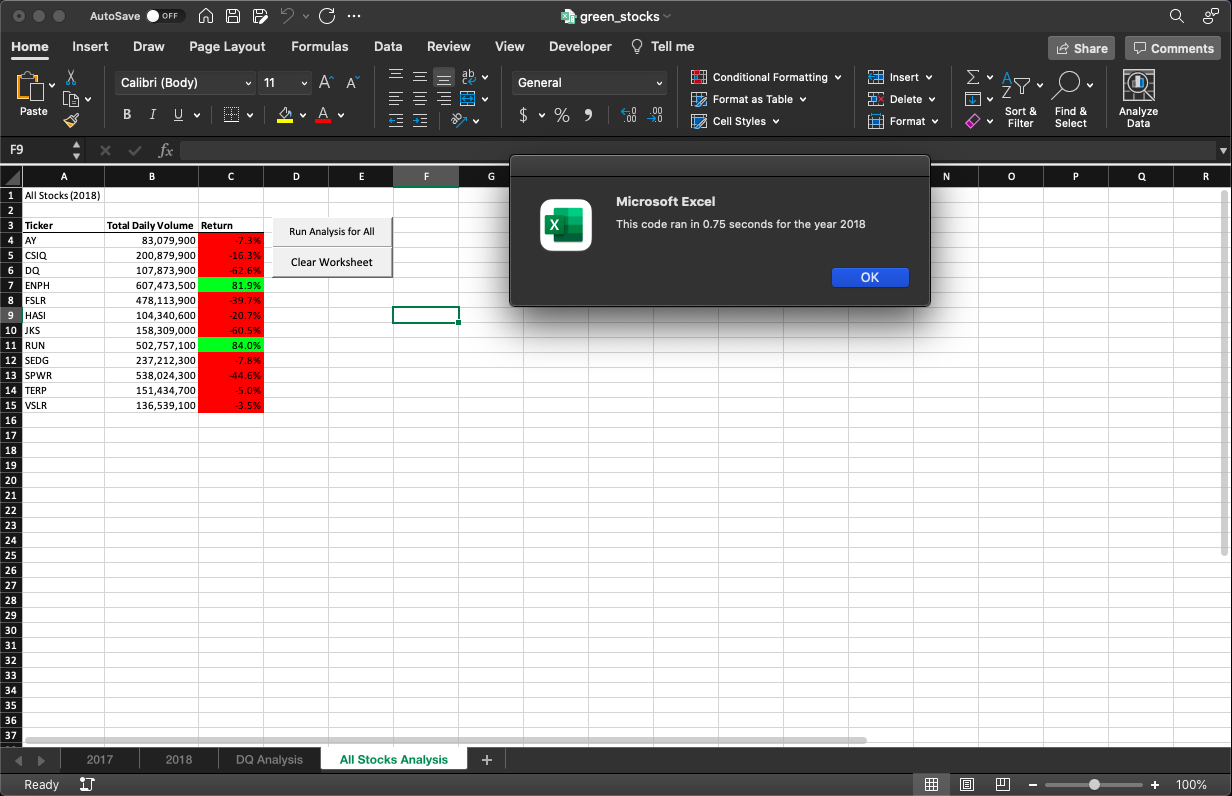 AutoSave OFF green_stocks
Home Insert Draw Page Layout Formulas Data Review View Developer Tell me Share Comments
Paste Calibri (Body) 11 A A ab General Conditional Formatting Insert
Format as Table Delete
B I U A $ % Cell Styles Format
Sort & Filter
Find & Select
Analyze Data
F9 fx
A B C D E F G N O P Q R
1 All Stocks (2018)
2
3 Ticker Total Daily Volume Return
4 AY 83,079,900 -7.3%
5 CSIQ 200,879,900 -16.3%
6 DQ 107,873,900 -62.6%
7 ENPH 607,473,500 81.9%
8 FSLR 478,113,900 -39.7%
9 HASI 104,340,600 -20.7%
10 JKS 158,309,000 -60.5%
11 RUN 502,757,100 84.0%
12 SEDG 237,212,300 -7.8%
13 SPWR 538,024,300 -44.6%
14 TERP 151,434,700 -5.0%
15 VSLR 136,539,100 -3.5%
16
17
18
19
20
21
22
23
24
25
26
27
28
29
30
31
32
33
34
35
36
37
Run Analysis for All
Clear Worksheet
Microsoft Excel
This code ran in 0.75 seconds for the year 2018
OK
2017 2018 DQ Analysis All Stocks Analysis +
Ready 100%